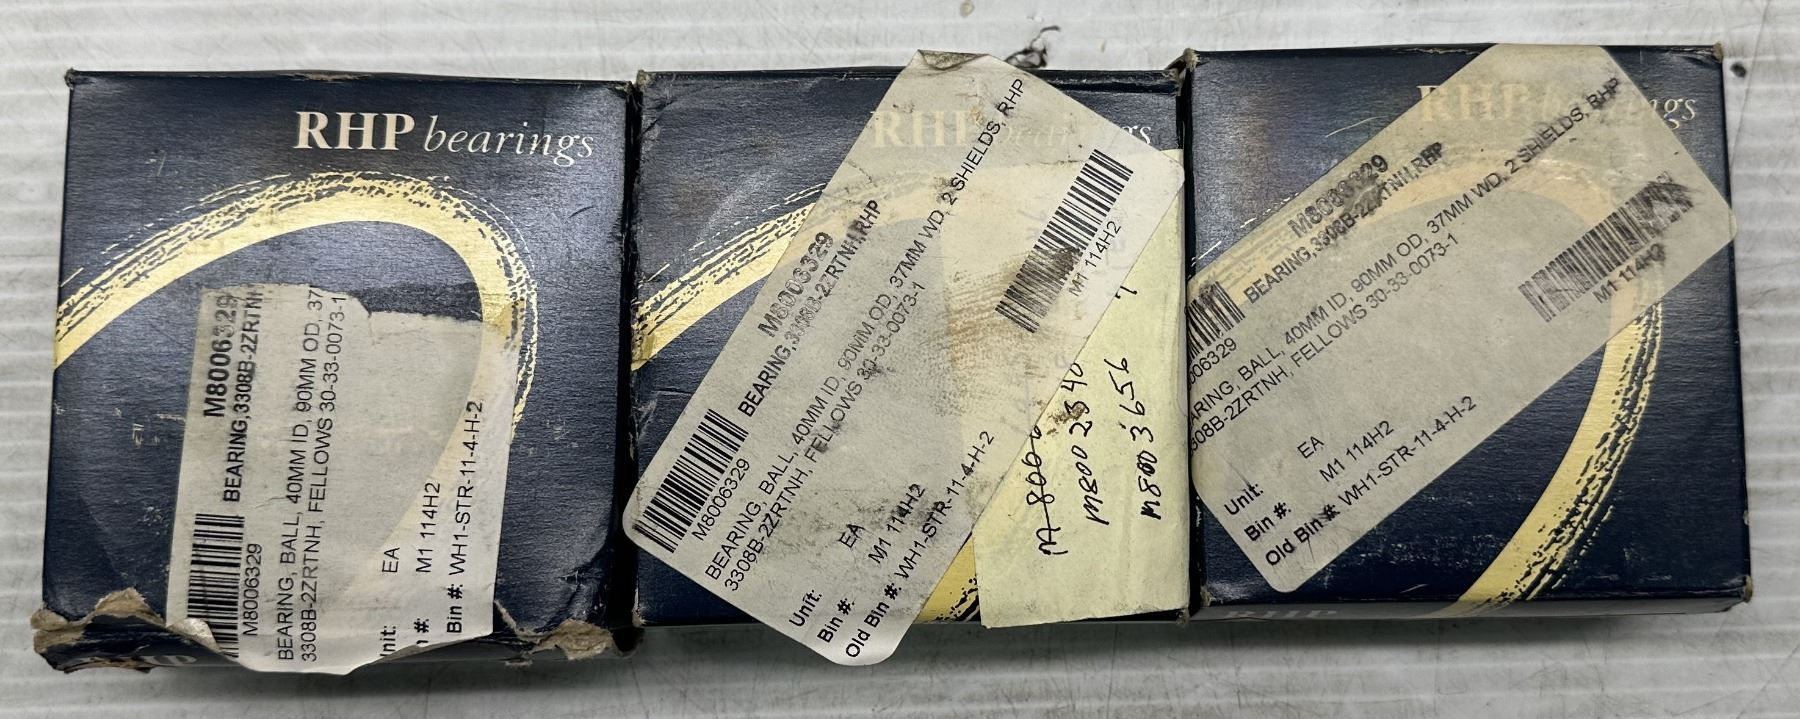 RHP bearings
M8006329
BEARING,3308B-2ZRTNH
M8006329
BEARING, BALL, 40MM ID, 90MM OD, 37
3308B-2ZRTNH, FELLOWS 30-33-0073-1
EA
M1 114H2
Bin #: WH1-STR-11-4-H-2
RHP bearings
M8006329
BEARING,3308B-2ZRTNH,RHP
M8006329
BEARING, BALL, 40MM ID, 90MM OD, 37MM WD, 2 SHIELDS, RHP
3308B-2ZRTNH, FELLOWS 30-33-0073-1
M1 114H2
Unit: EA
Bin #: M1 114H2
Old Bin #: WH1-STR-11-4-H-2
M8002540
M8003656
RHP bearings
M8006329
BEARING,3308B-2ZRTNH,RHP
006329
ARING, BALL, 40MM ID, 90MM OD, 37MM WD, 2 SHIELDS, RHP
308B-2ZRTNH, FELLOWS 30-33-0073-1
M1 114H2
Unit: EA
Bin #: M1 114H2
Old Bin #: WH1-STR-11-4-H-2
RHP